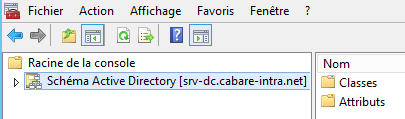 Fichier Action Affichage Favoris Fenêtre ?
Racine de la console
Schéma Active Directory [srv-dc.cabare-intra.net]
Nom
Classes
Attributs